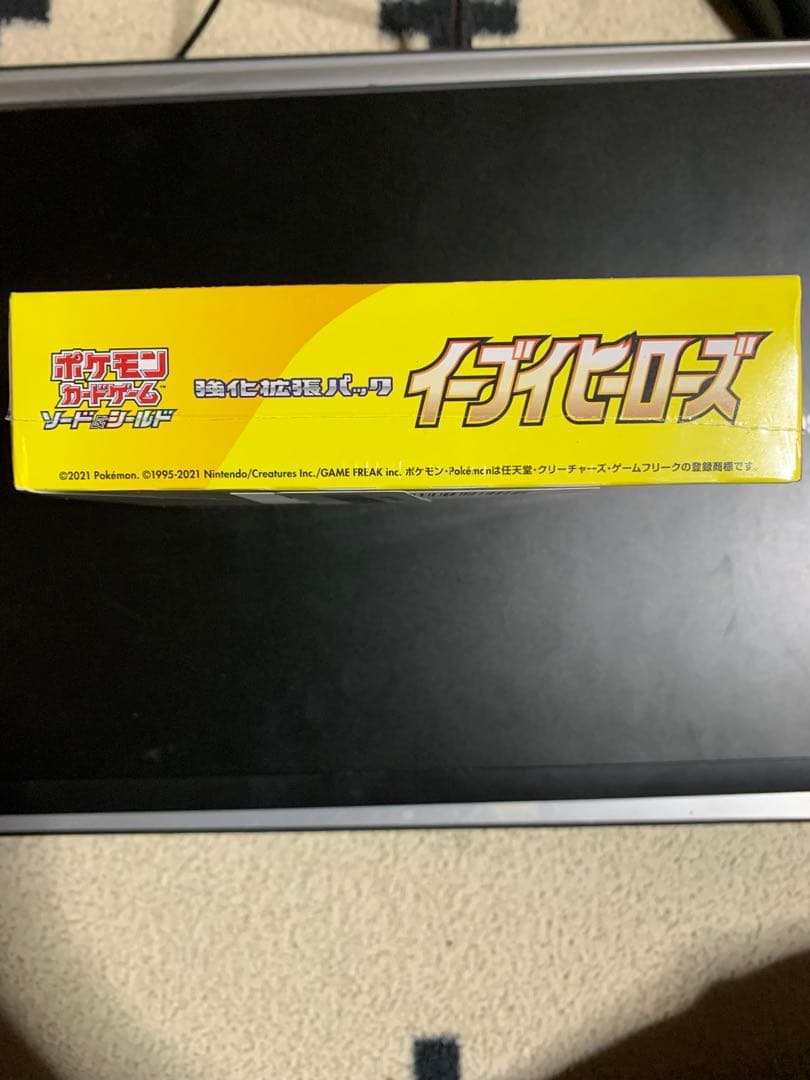 ポケモン
カードゲーム™
ソード&シールド
強化拡張パック
イーブイヒーローズ
©2021 Pokémon. ©1995-2021 Nintendo/Creatures Inc./GAME FREAK inc. ポケモン・Pokémonは任天堂・クリーチャーズ・ゲームフリークの登録商標です。